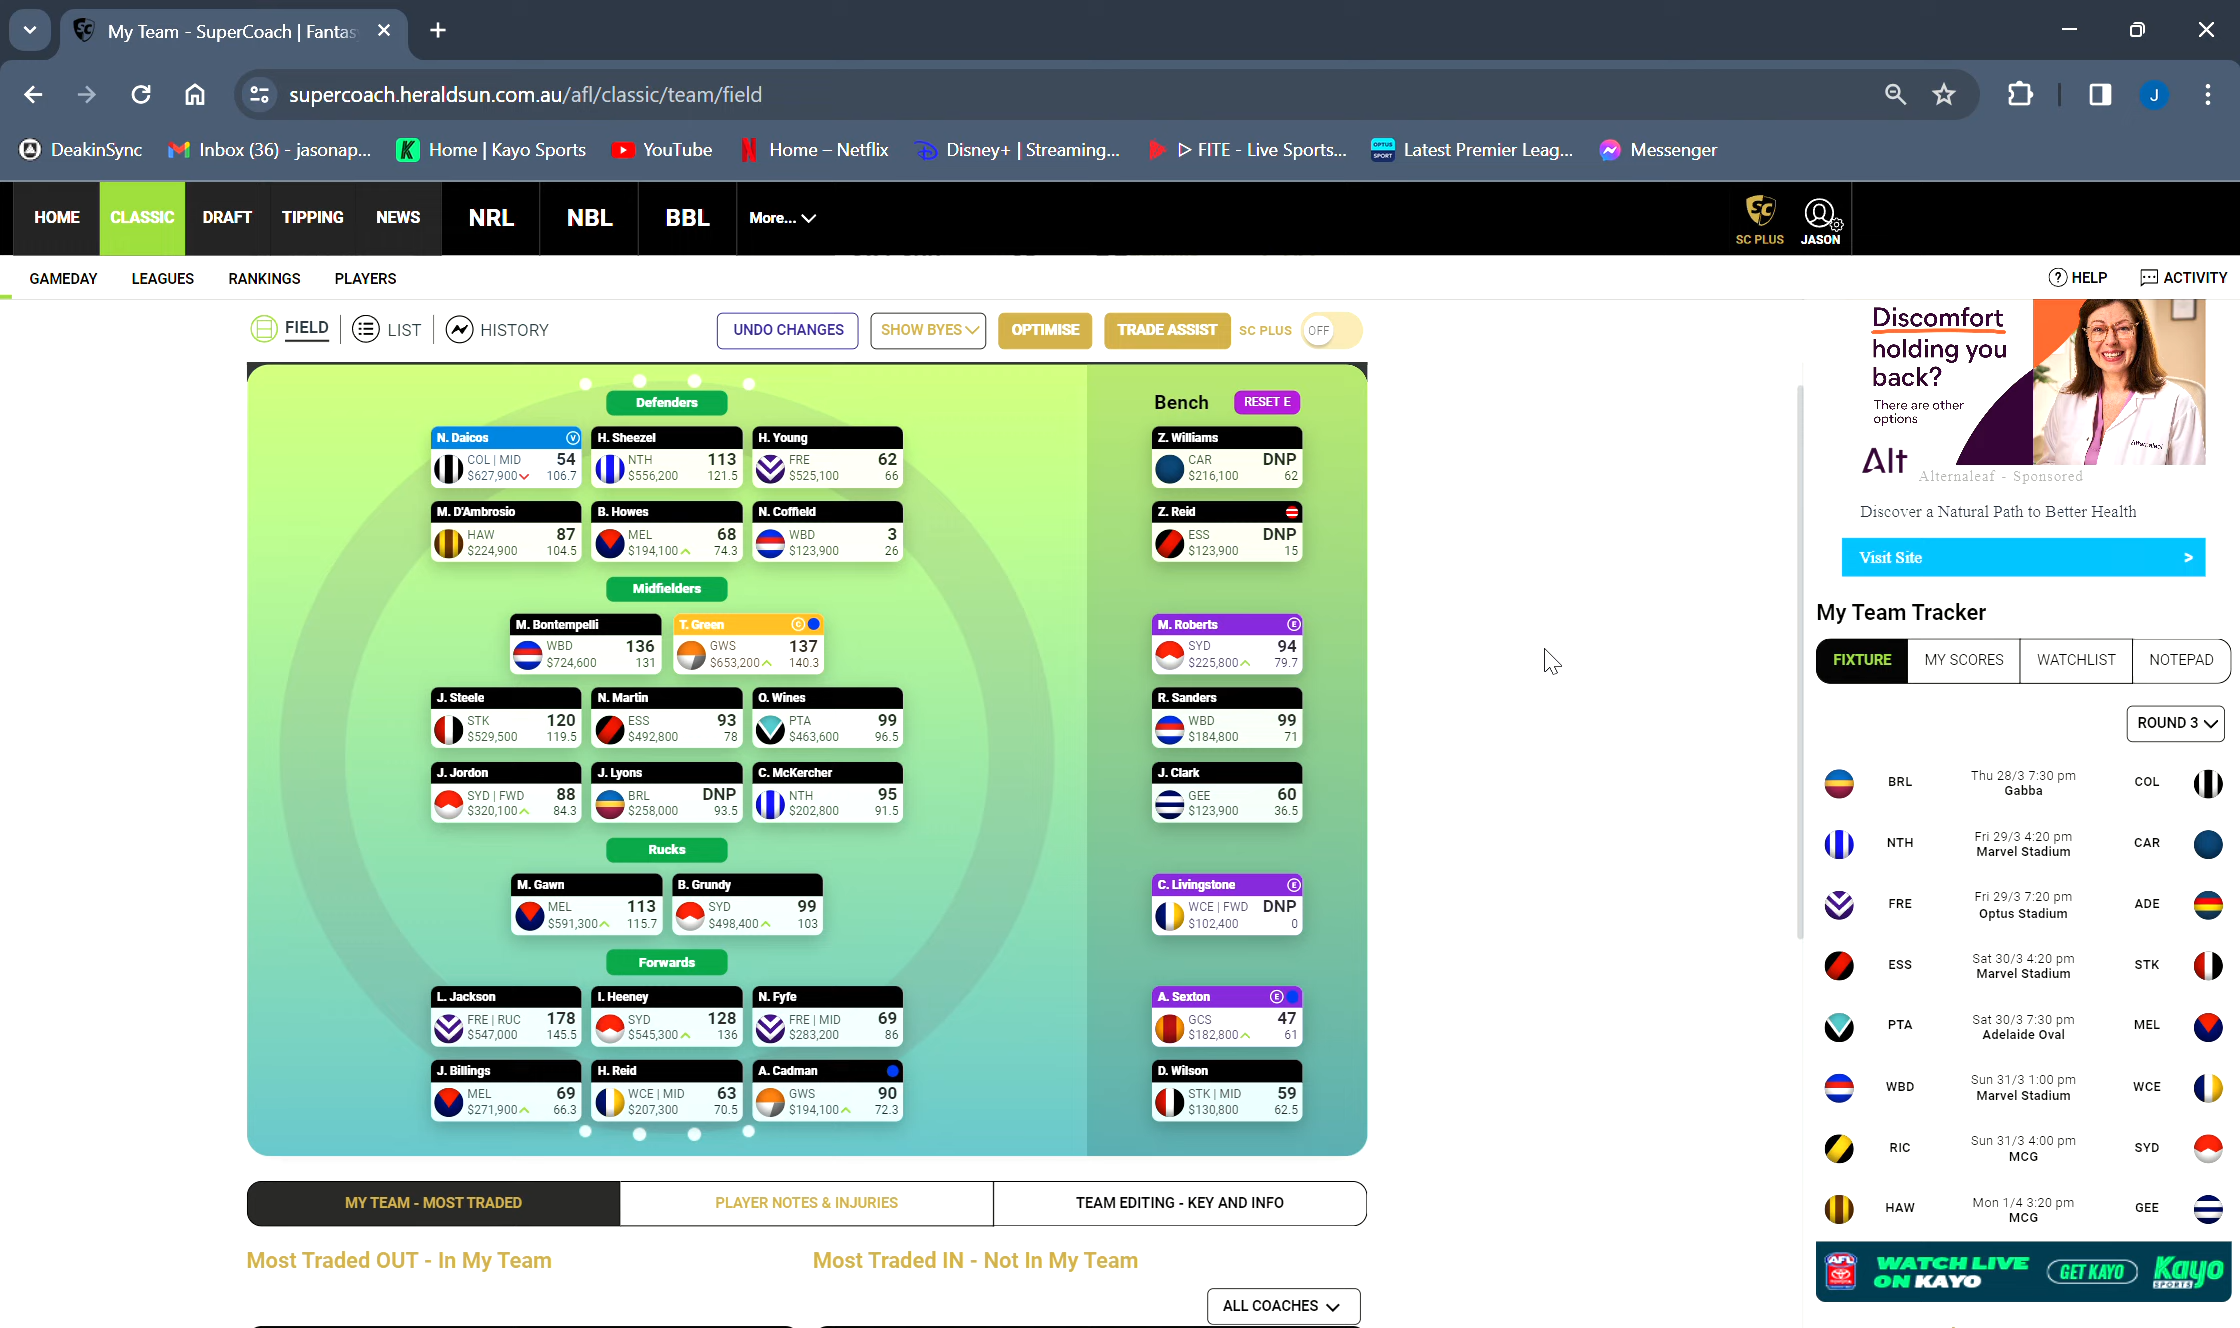 My Team - SuperCoach | Fantas
supercoach.heraldsun.com.au/afl/classic/team/field
J
DeakinSync
Inbox (36) - jasonap...
Home | Kayo Sports
YouTube
Home – Netflix
Disney+ | Streaming...
ᐅ FITE - Live Sports...
Latest Premier Leag...
Messenger
HOME
CLASSIC
DRAFT
TIPPING
NEWS
NRL
NBL
BBL
More...
SC PLUS
JASON
GAMEDAY
LEAGUES
RANKINGS
PLAYERS
HELP
ACTIVITY
FIELD
LIST
HISTORY
UNDO CHANGES
SHOW BYES
OPTIMISE
TRADE ASSIST
SC PLUS
OFF
Defenders
Bench
RESET E
N. Daicos V
COL | MID 54
$627,900 106.7
H. Sheezel
NTH 113
$556,200 121.5
H. Young
FRE 62
$525,100 66
Z. Williams
CAR DNP
$216,100 62
M. D'Ambrosio
HAW 87
$224,900 104.5
B. Howes
MEL 68
$194,100 74.3
N. Coffield
WBD 3
$123,900 26
Z. Reid
ESS DNP
$123,900 15
Midfielders
M. Bontempelli
WBD 136
$724,600 131
T. Green C
GWS 137
$653,200 140.3
M. Roberts E
SYD 94
$225,800 79.7
J. Steele
STK 120
$529,500 119.5
N. Martin
ESS 93
$492,800 78
O. Wines
PTA 99
$463,600 96.5
R. Sanders
WBD 99
$184,800 71
J. Jordon
SYD | FWD 88
$320,100 84.3
J. Lyons
BRL DNP
$258,000 93.5
C. McKercher
NTH 95
$202,800 91.5
J. Clark
GEE 60
$123,900 36.5
Rucks
M. Gawn
MEL 113
$591,300 115.7
B. Grundy
SYD 99
$498,400 103
C. Livingstone E
WCE | FWD DNP
$102,400 0
Forwards
L. Jackson
FRE | RUC 178
$547,000 145.5
I. Heeney
SYD 128
$545,300 136
N. Fyfe
FRE | MID 69
$283,200 86
A. Sexton E
GCS 47
$182,800 61
J. Billings
MEL 69
$271,900 66.3
H. Reid
WCE | MID 63
$207,300 70.5
A. Cadman
GWS 90
$194,100 72.3
D. Wilson
STK | MID 59
$130,800 62.5
MY TEAM - MOST TRADED
PLAYER NOTES & INJURIES
TEAM EDITING - KEY AND INFO
Most Traded OUT - In My Team
Most Traded IN - Not In My Team
ALL COACHES
Discomfort
holding you
back?
There are other
options
Alt
Alternaleaf - Sponsored
Discover a Natural Path to Better Health
Visit Site >
My Team Tracker
FIXTURE
MY SCORES
WATCHLIST
NOTEPAD
ROUND 3
BRL Thu 28/3 7:30 pm COL
Gabba
NTH Fri 29/3 4:20 pm CAR
Marvel Stadium
FRE Fri 29/3 7:20 pm ADE
Optus Stadium
ESS Sat 30/3 4:20 pm STK
Marvel Stadium
PTA Sat 30/3 7:30 pm MEL
Adelaide Oval
WBD Sun 31/3 1:00 pm WCE
Marvel Stadium
RIC Sun 31/3 4:00 pm SYD
MCG
HAW Mon 1/4 3:20 pm GEE
MCG
WATCH LIVE
ON KAYO
GET KAYO
Kayo
SPORTS